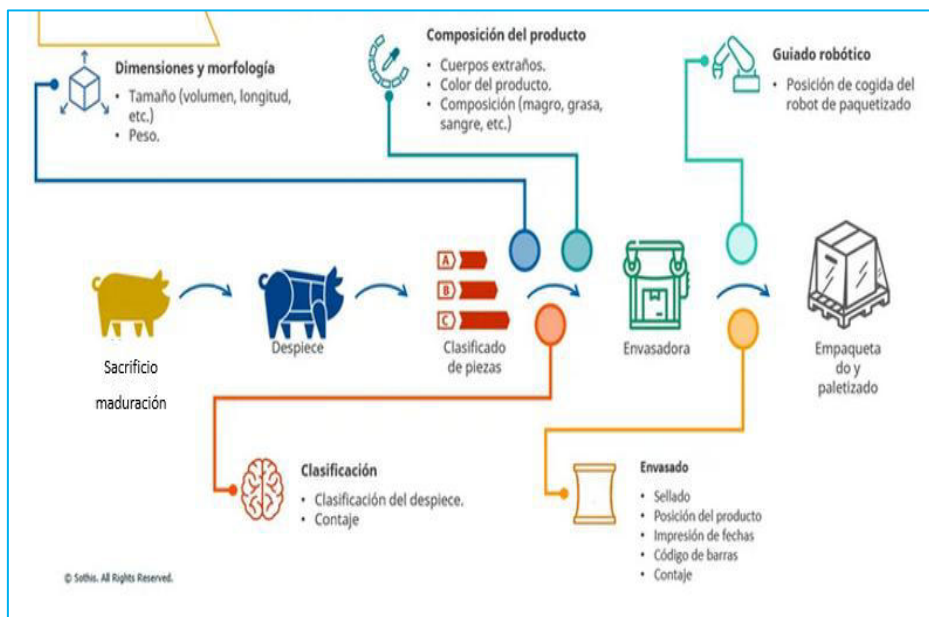 Dimensiones y morfología
• Tamaño (volumen, longitud,
etc.)
• Peso.
Composición del producto
• Cuerpos extraños.
• Color del producto.
• Composición (magro, grasa,
sangre, etc.)
Guiado robótico
• Posición de cogida del
robot de paquetizado
Sacrificio
maduración
Despiece
A
B
C
Clasificado
de piezas
Envasadora
Empaqueta
do y
paletizado
Clasificación
• Clasificación del despiece.
• Contaje
Envasado
• Sellado
• Posición del producto
• Impresión de fechas
• Código de barras
• Contaje
© Sothis. All Rights Reserved.